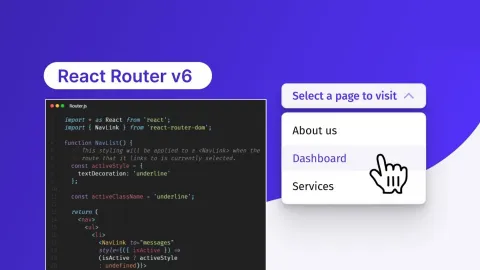 React Router v6
Router.js
import * as React from 'react';
import { NavLink } from 'react-router-dom';
function NavList() {
This styling will be applied to a <NavLink> when the
route that it links to is currently selected.
const activeStyle = {
textDecoration: 'underline'
};
const activeClassName = 'underline';
return (
<nav>
<ul>
<li>
<NavLink to="messages"
style={({ isActive }) =>
(isActive ? activeStyle
: undefined)}>
Select a page to visit
About us
Dashboard
Services